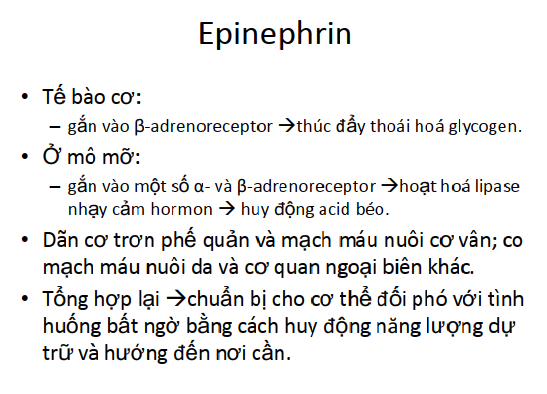 Epinephrin
• Tế bào cơ:
– gắn vào β-adrenoreceptor →thúc đẩy thoái hoá glycogen.
• Ở mô mỡ:
– gắn vào một số α- và β-adrenoreceptor →hoạt hoá lipase
nhạy cảm hormon → huy động acid béo.
• Dãn cơ trơn phế quản và mạch máu nuôi cơ vân; co
mạch máu nuôi da và cơ quan ngoại biên khác.
• Tổng hợp lại →chuẩn bị cho cơ thể đối phó với tình
huống bất ngờ bằng cách huy động năng lượng dự
trữ và hướng đến nơi cần.